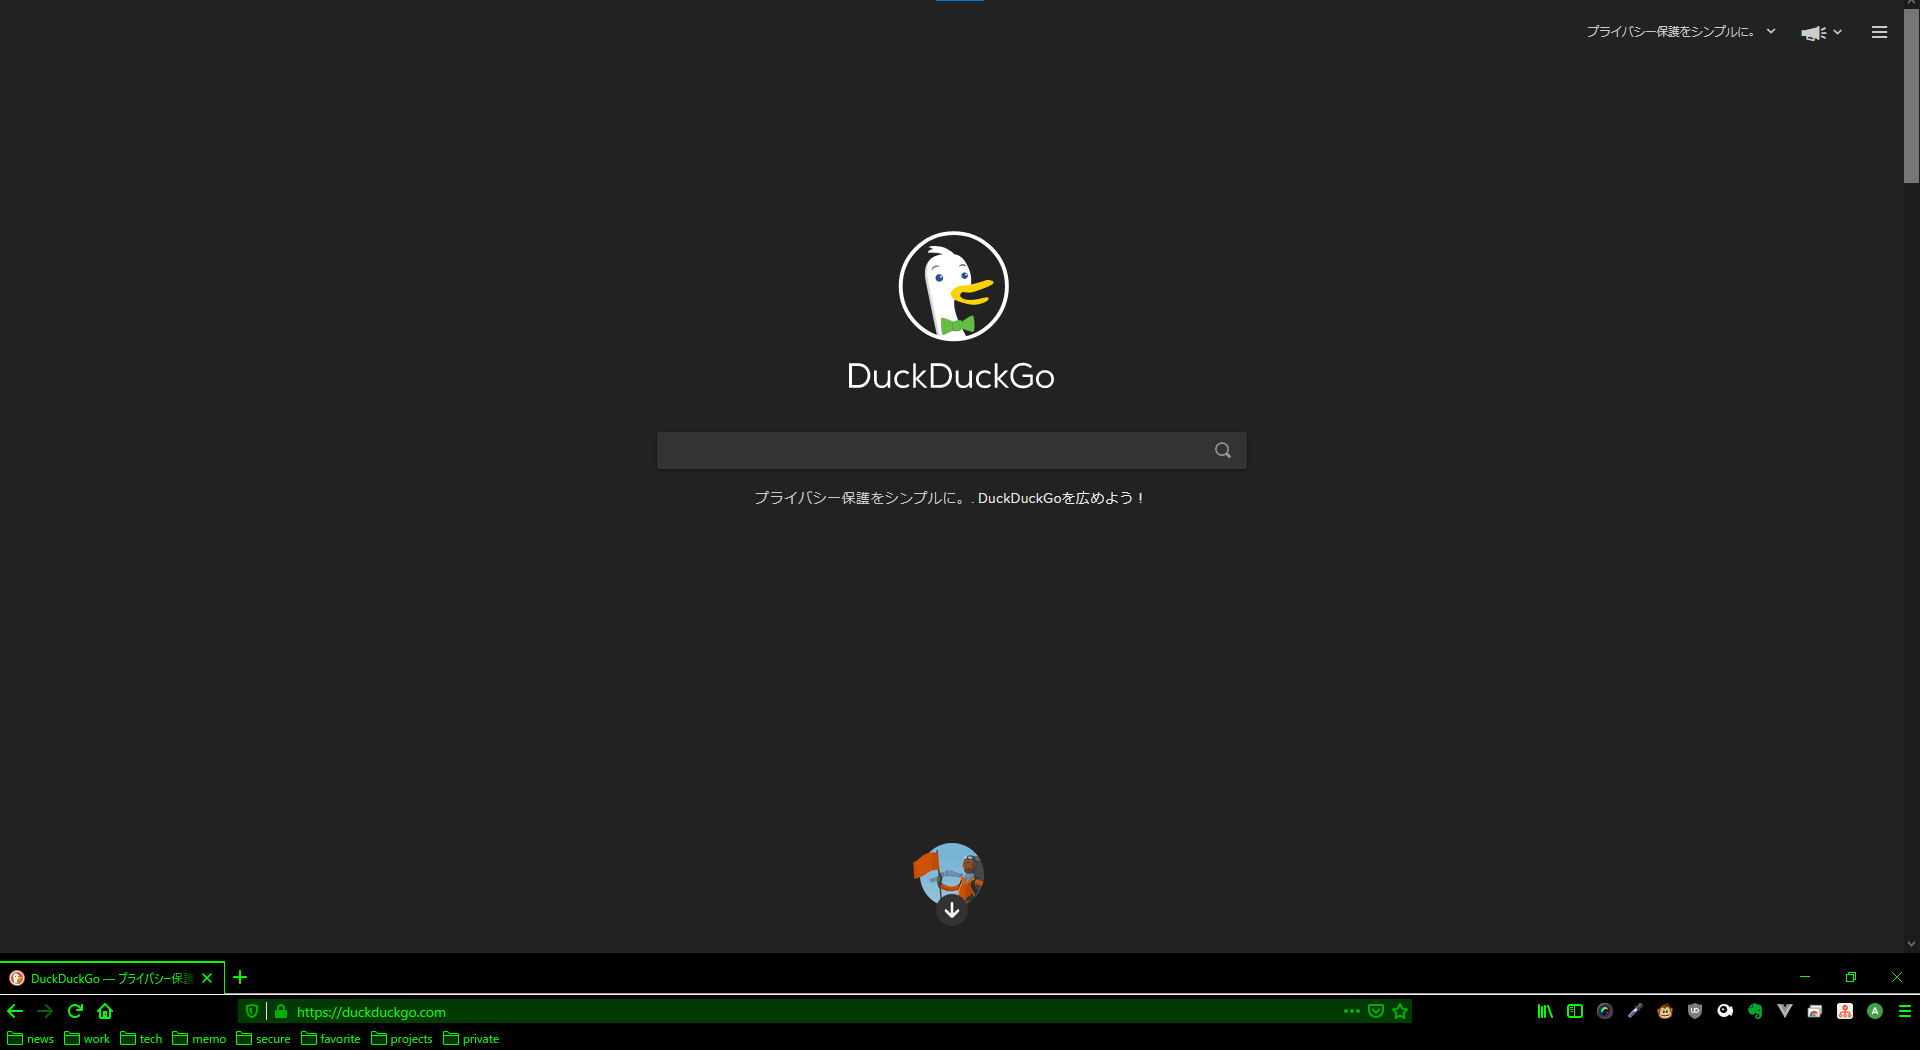 プライバシー保護をシンプルに。
DuckDuckGo
プライバシー保護をシンプルに。. DuckDuckGoを広めよう！
DuckDuckGo — プライバシー保護
https://duckduckgo.com
A
news work tech memo secure favorite projects private